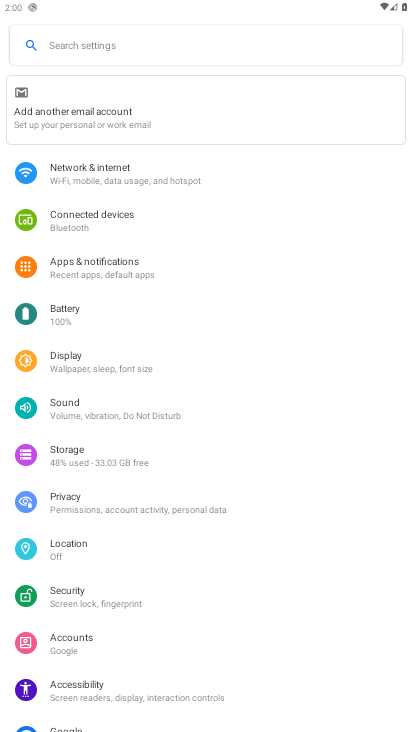 2:00
Search settings
Add another email account
Set up your personal or work email
Network & internet
Wi-Fi, mobile, data usage, and hotspot
Connected devices
Bluetooth
Apps & notifications
Recent apps, default apps
Battery
100%
Display
Wallpaper, sleep, font size
Sound
Volume, vibration, Do Not Disturb
Storage
48% used - 33.03 GB free
Privacy
Permissions, account activity, personal data
Location
Off
Security
Screen lock, fingerprint
Accounts
Google
Accessibility
Screen readers, display, interaction controls
Google